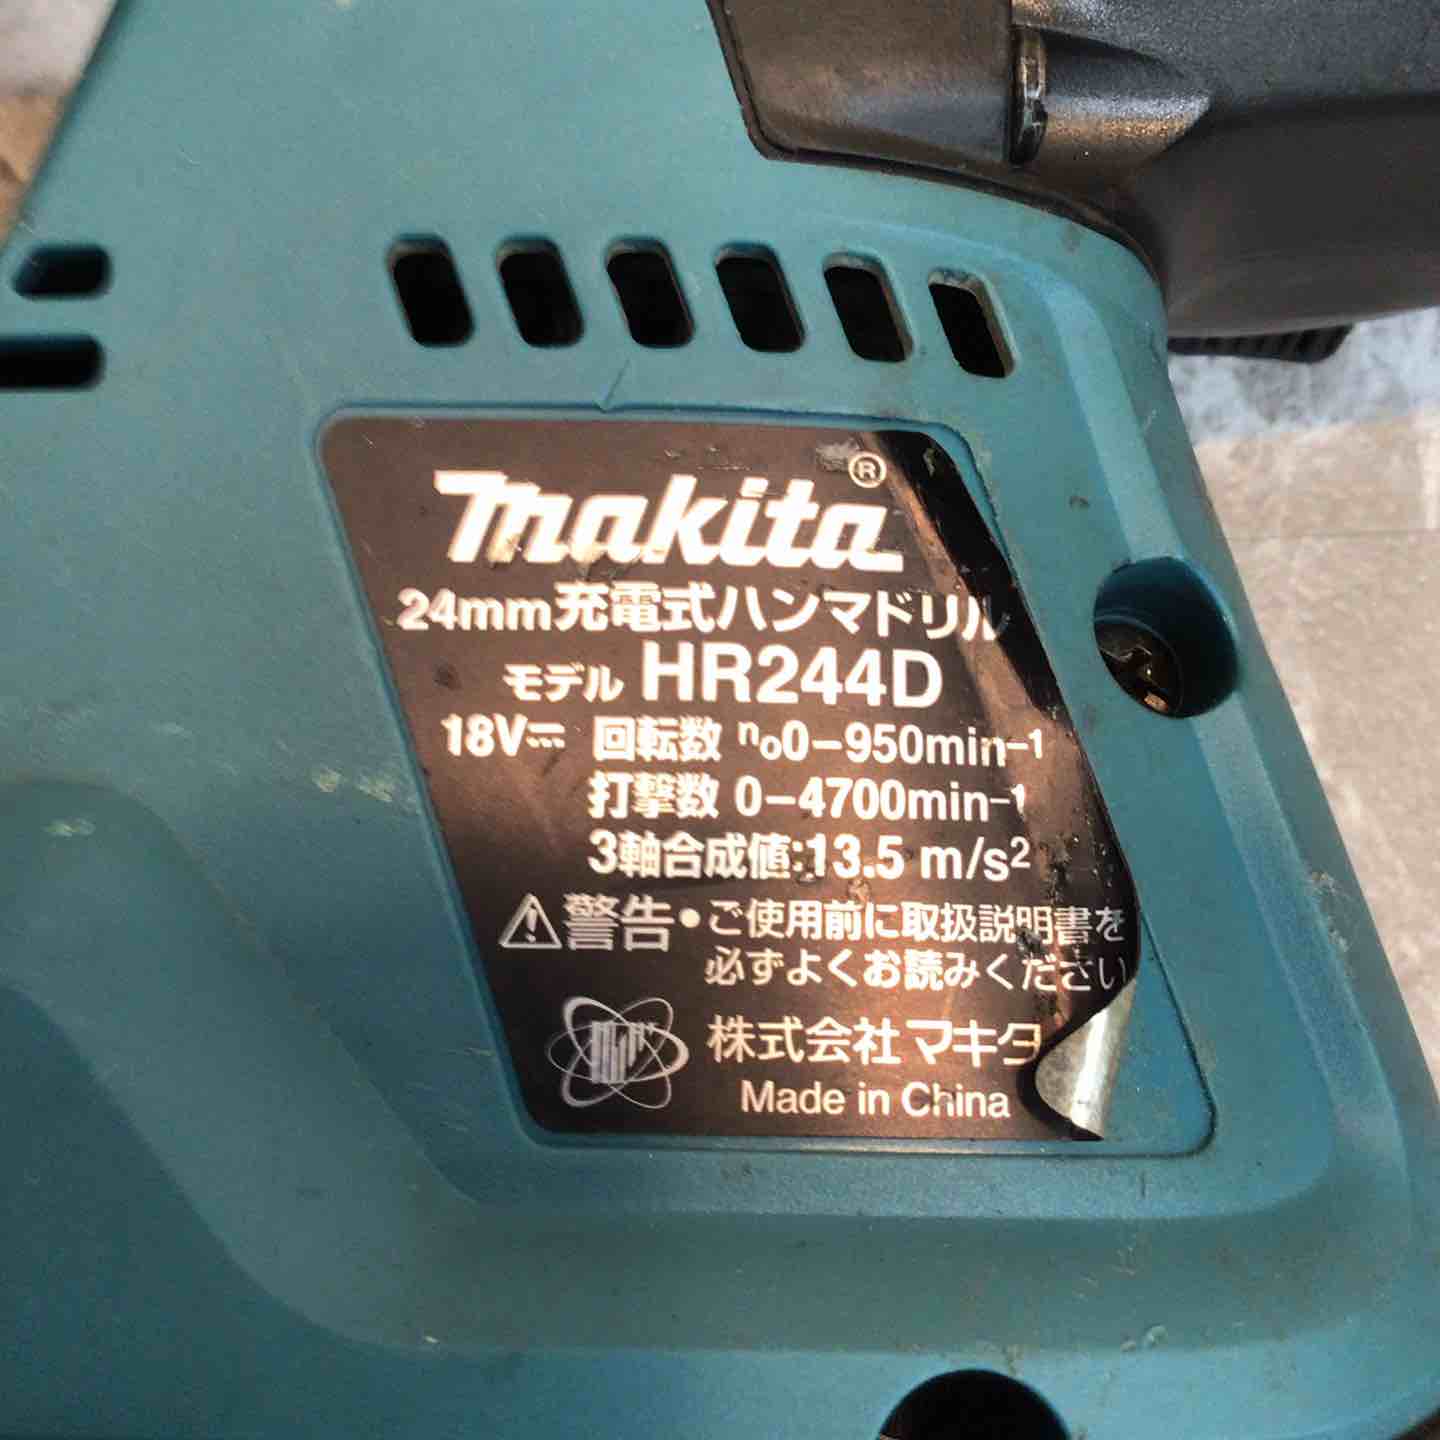 makita®
24mm充電式ハンマドリル
モデル HR244D
18V⎓ 回転数 n₀0-950min⁻¹
打撃数 0-4700min⁻¹
3軸合成値:13.5 m/s²
⚠警告・ご使用前に取扱説明書を
必ずよくお読みください
株式会社マキタ
Made in China